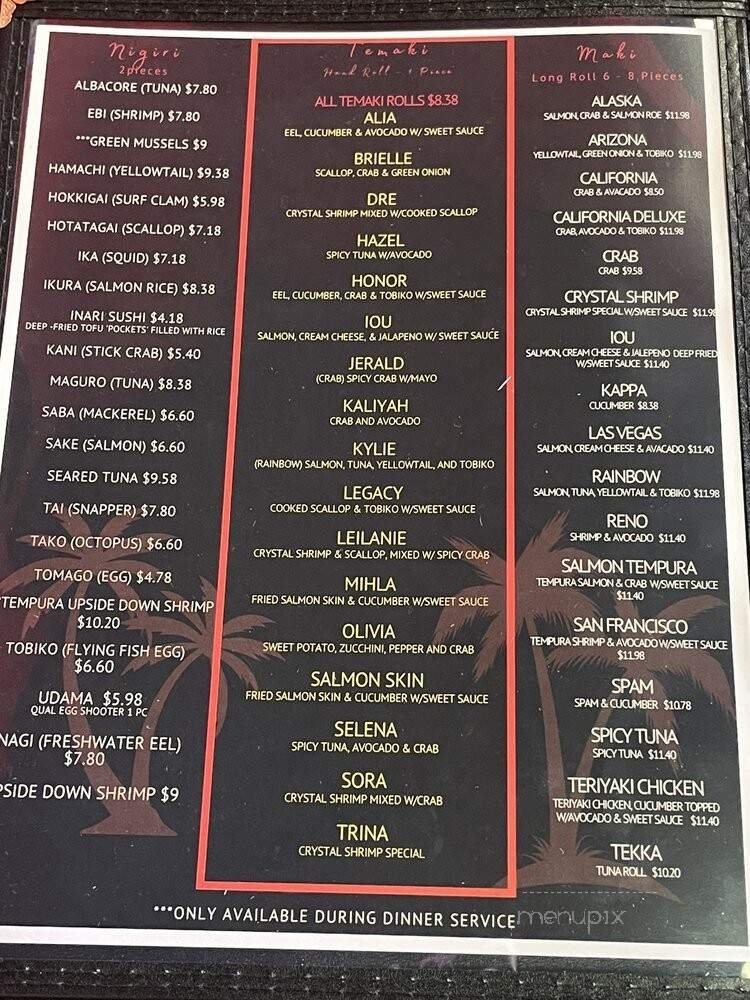 Nigiri
2pieces
ALBACORE (TUNA) $7.80
EBI (SHRIMP) $7.80
***GREEN MUSSELS $9
HAMACHI (YELLOWTAIL) $9.38
HOKKIGAI (SURF CLAM) $5.98
HOTATAGAI (SCALLOP) $7.18
IKA (SQUID) $7.18
IKURA (SALMON RICE) $8.38
INARI SUSHI $4.18
DEEP -FRIED TOFU 'POCKETS' FILLED WITH RICE
KANI (STICK CRAB) $5.40
MAGURO (TUNA) $8.38
SABA (MACKEREL) $6.60
SAKE (SALMON) $6.60
SEARED TUNA $9.58
TAI (SNAPPER) $7.80
TAKO (OCTOPUS) $6.60
TOMAGO (EGG) $4.78
*TEMPURA UPSIDE DOWN SHRIMP
$10.20
TOBIKO (FLYING FISH EGG)
$6.60
UDAMA $5.98
QUAL EGG SHOOTER 1 PC
NAGI (FRESHWATER EEL)
$7.80
PSIDE DOWN SHRIMP $9
Temaki
Hand Roll - 1 Piece
ALL TEMAKI ROLLS $8.38
ALIA
EEL, CUCUMBER & AVOCADO W/ SWEET SAUCE
BRIELLE
SCALLOP, CRAB & GREEN ONION
DRE
CRYSTAL SHRIMP MIXED W/COOKED SCALLOP
HAZEL
SPICY TUNA W/AVOCADO
HONOR
EEL, CUCUMBER, CRAB & TOBIKO W/SWEET SAUCE
IOU
SALMON, CREAM CHEESE, & JALAPENO W/ SWEET SAUCE
JERALD
(CRAB) SPICY CRAB W/MAYO
KALIYAH
CRAB AND AVOCADO
KYLIE
(RAINBOW) SALMON, TUNA, YELLOWTAIL, AND TOBIKO
LEGACY
COOKED SCALLOP & TOBIKO W/SWEET SAUCE
LEILANIE
CRYSTAL SHRIMP & SCALLOP, MIXED W/ SPICY CRAB
MIHLA
FRIED SALMON SKIN & CUCUMBER W/SWEET SAUCE
OLIVIA
SWEET POTATO, ZUCCHINI, PEPPER AND CRAB
SALMON SKIN
FRIED SALMON SKIN & CUCUMBER W/SWEET SAUCE
SELENA
SPICY TUNA, AVOCADO & CRAB
SORA
CRYSTAL SHRIMP MIXED W/CRAB
TRINA
CRYSTAL SHRIMP SPECIAL
Maki
Long Roll 6 - 8 Pieces
ALASKA
SALMON, CRAB & SALMON ROE $11.98
ARIZONA
YELLOWTAIL, GREEN ONION & TOBIKO $11.98
CALIFORNIA
CRAB & AVACADO $8.50
CALIFORNIA DELUXE
CRAB, AVOCADO & TOBIKO $11.98
CRAB
CRAB $9.58
CRYSTAL SHRIMP
CRYSTAL SHRIMP SPECIAL W/SWEET SAUCE $11.98
IOU
SALMON, CREAM CHEESE & JALEPENO DEEP FRIED
W/SWEET SAUCE $11.40
KAPPA
CUCUMBER $8.38
LAS VEGAS
SALMON, CREAM CHEESE & AVACADO $11.40
RAINBOW
SALMON, TUNA, YELLOWTAIL & TOBIKO $11.98
RENO
SHRIMP & AVOCADO $11.40
SALMON TEMPURA
TEMPURA SALMON & CRAB W/SWEET SAUCE
$11.40
SAN FRANCISCO
TEMPURA SHRIMP & AVOCADO W/SWEET SAUCE
$11.98
SPAM
SPAM & CUCUMBER $10.78
SPICY TUNA
SPICY TUNA $11.40
TERIYAKI CHICKEN
TERIYAKI CHICKEN, CUCUMBER TOPPED
W/AVOCADO & SWEET SAUCE $11.40
TEKKA
TUNA ROLL $10.20
***ONLY AVAILABLE DURING DINNER SERVICE
menupix